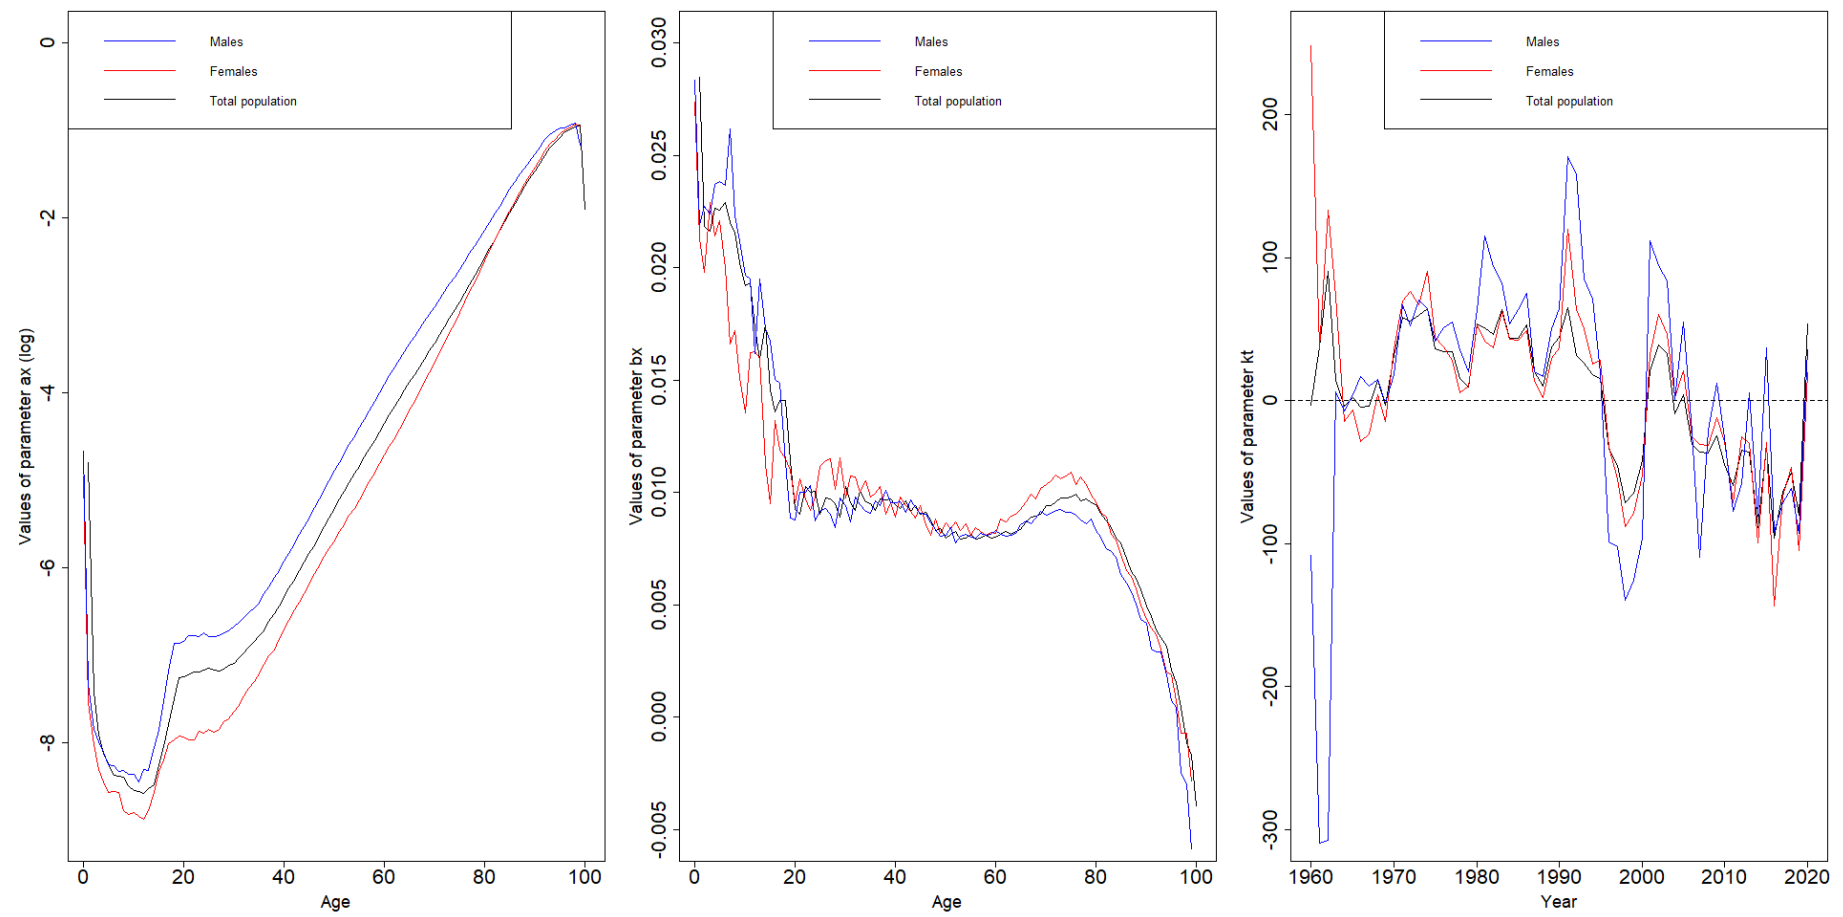 Values of parameter ax (log)
0
-2
-4
-6
-8
Males
Females
Total population
0 20 40 60 80 100
Age
Values of parameter bx
0.030
0.025
0.020
0.015
0.010
0.005
0.000
-0.005
Males
Females
Total population
0 20 40 60 80 100
Age
Values of parameter kt
200
100
0
-100
-200
-300
Males
Females
Total population
1960 1970 1980 1990 2000 2010 2020
Year